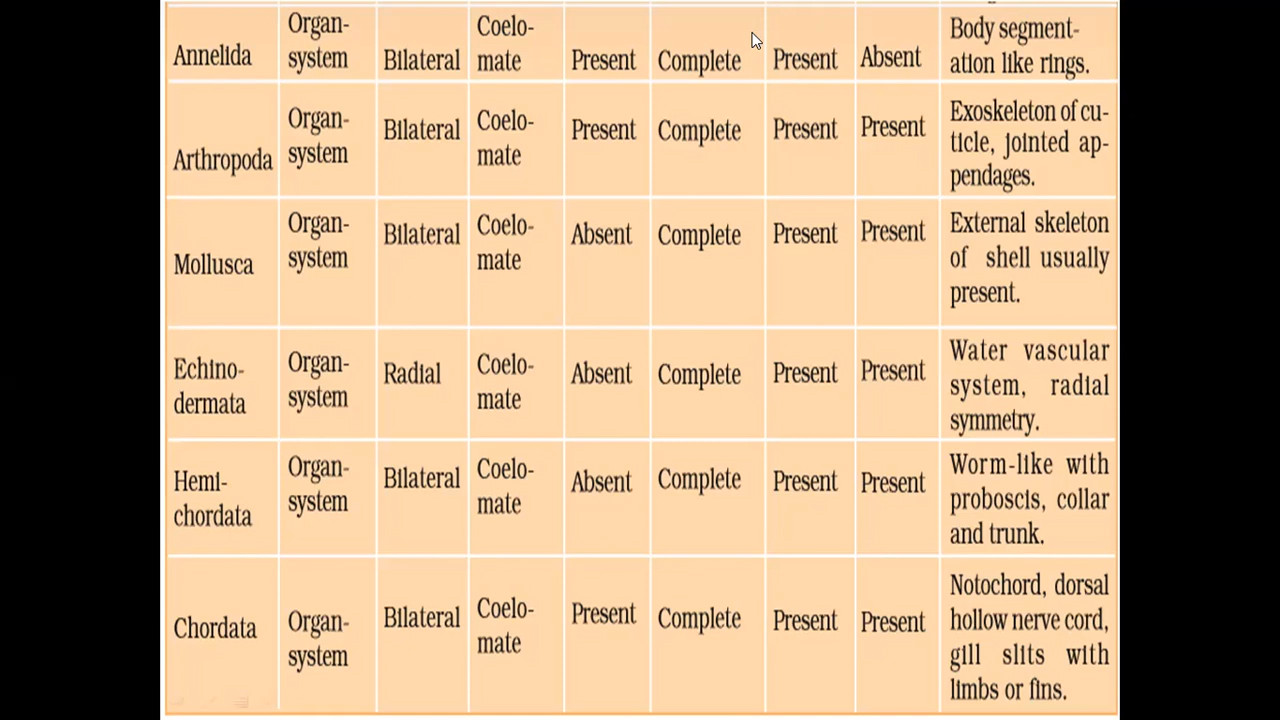 Annelida Organ- Bilateral Coelo- Present Complete Present Absent Body segment-
system mate ation like rings.
Arthropoda Organ- Bilateral Coelo- Present Complete Present Present Exoskeleton of cu-
system mate ticle, jointed ap-
pendages.
Mollusca Organ- Bilateral Coelo- Absent Complete Present Present External skeleton
system mate of shell usually
present.
Echino- Organ- Radial Coelo- Absent Complete Present Present Water vascular
dermata system mate system, radial
symmetry.
Hemi- Organ- Bilateral Coelo- Absent Complete Present Present Worm-like with
chordata system mate proboscis, collar
and trunk.
Chordata Organ- Bilateral Coelo- Present Complete Present Present Notochord, dorsal
system mate hollow nerve cord,
gill slits with
limbs or fins.